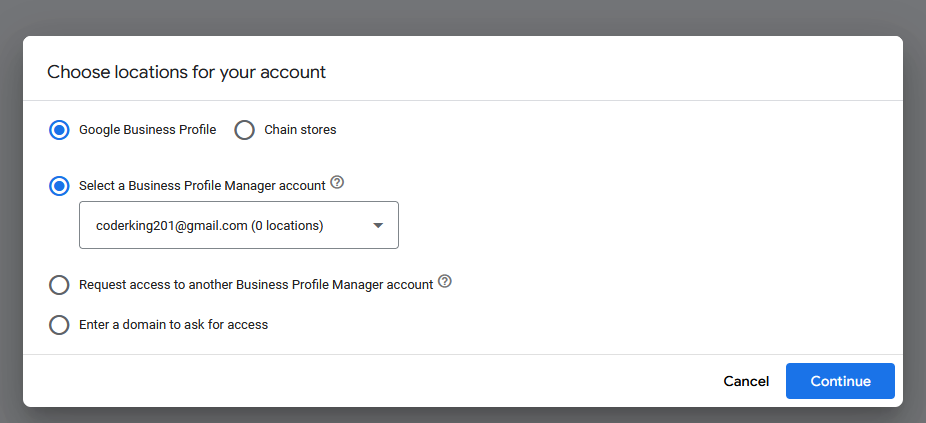 Choose locations for your account
Google Business Profile Chain stores
Select a Business Profile Manager account ?
coderking201@gmail.com (0 locations)
Request access to another Business Profile Manager account ?
Enter a domain to ask for access
Cancel Continue